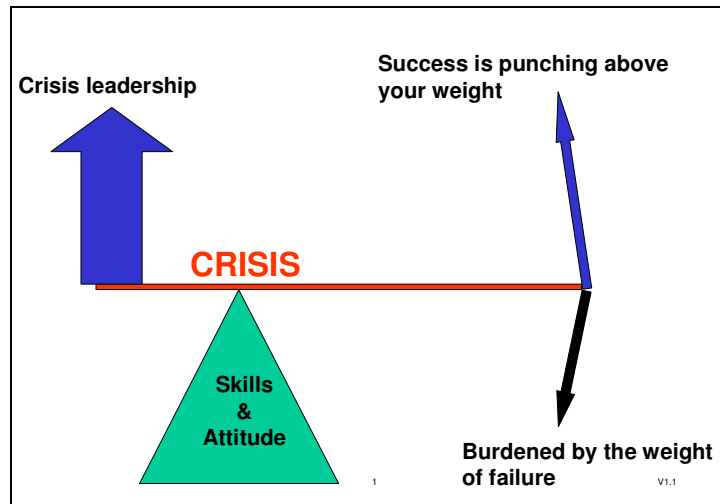 Success is punching above
your weight
Crisis leadership
CRISIS
Skills
&
Attitude
Burdened by the weight
of failure
1
V1.1